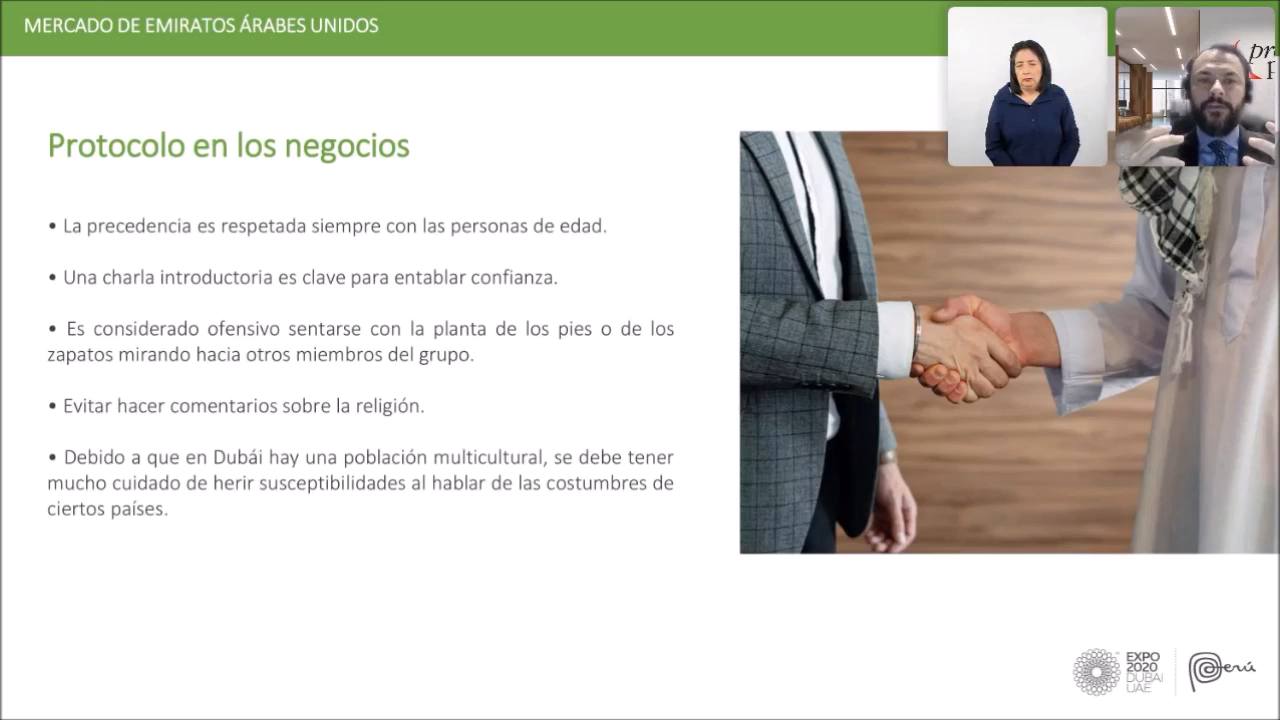 MERCADO DE EMIRATOS ÁRABES UNIDOS
Protocolo en los negocios
• La precedencia es respetada siempre con las personas de edad.
• Una charla introductoria es clave para entablar confianza.
• Es considerado ofensivo sentarse con la planta de los pies o de los
zapatos mirando hacia otros miembros del grupo.
• Evitar hacer comentarios sobre la religión.
• Debido a que en Dubái hay una población multicultural, se debe tener
mucho cuidado de herir susceptibilidades al hablar de las costumbres de
ciertos países.
EXPO
2020
DUBAI
UAE
Perú